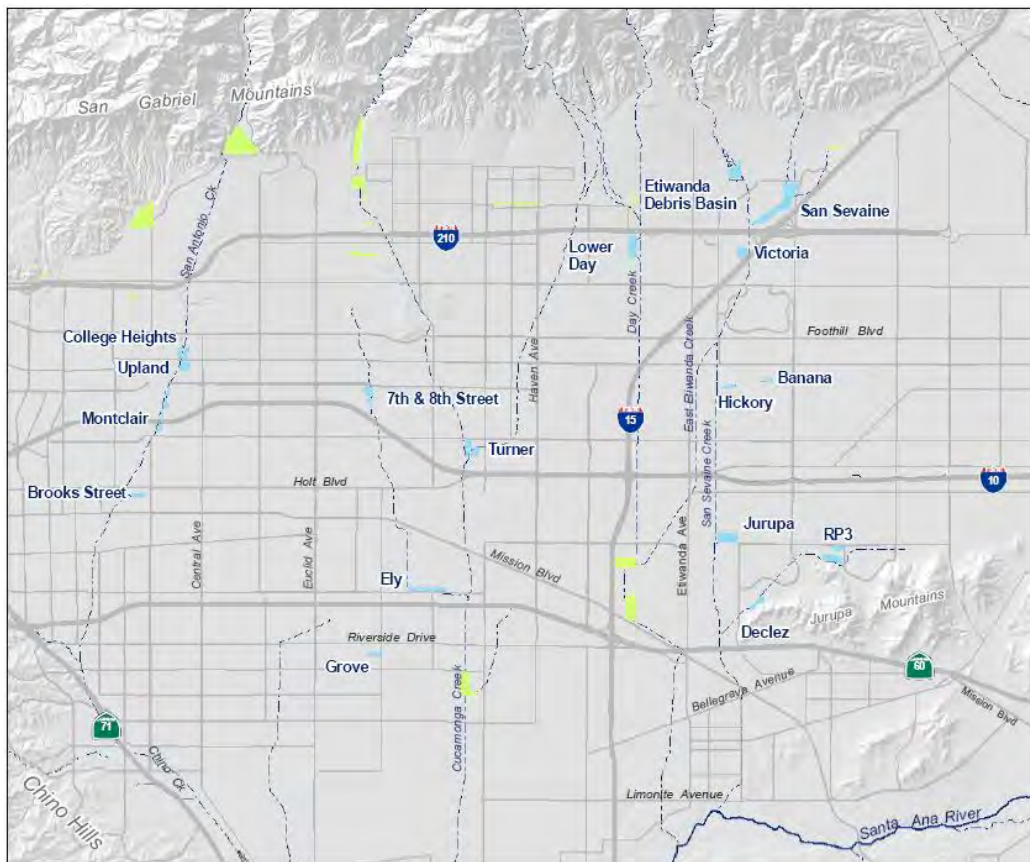 San Gabriel Mountains
San Antonio Ck
Etiwanda
Debris Basin
San Sevaine
210
Lower
Day
Victoria
Day Creek
College Heights
Upland
Foothill Blvd
Haven Ave
East Etiwanda Creek
Banana
7th & 8th Street
Hickory
Montclair
15
Turner
San Sevaine Creek
Brooks Street
Holt Blvd
10
Central Ave
Euclid Ave
Jurupa
RP3
Mission Blvd
Etiwanda Ave
Ely
Jurupa Mountains
Declez
Riverside Drive
Grove
60
Bellegrave Avenue
Mission Blvd
71
Cucamonga Creek
Chino Ck
Chino Hills
Limonite Avenue
Santa Ana River